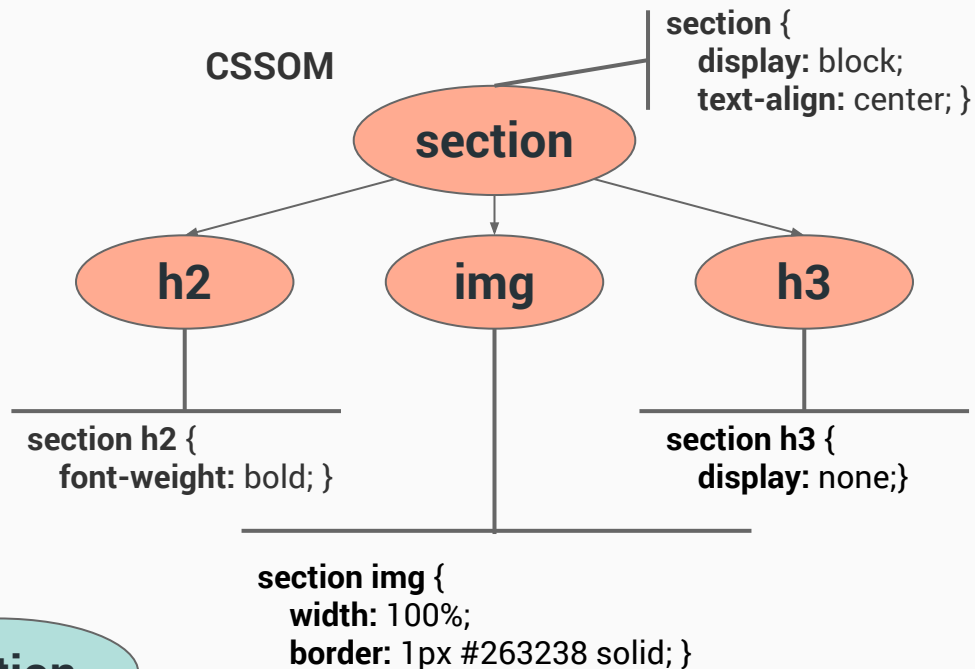 CSSOM
section {
display: block;
text-align: center; }
section
h2
img
h3
section h2 {
font-weight: bold; }
section h3 {
display: none;}
section img {
width: 100%;
border: 1px #263238 solid; }